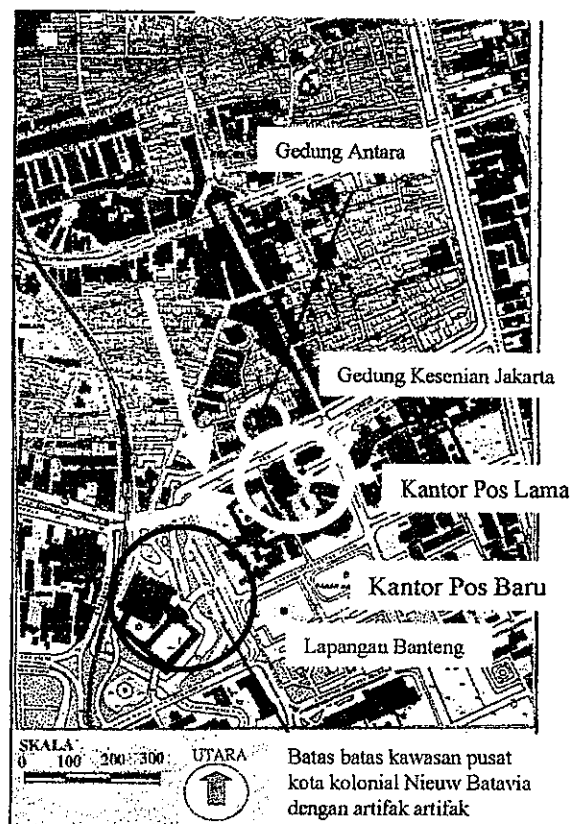 Gedung Antara
Gedung Kesenian Jakarta
Kantor Pos Lama
Kantor Pos Baru
Lapangau Banteng
SKALA
0 100 200 300
UTARA
Batas batas kawasan pusat
kota kolonial Nieuw Batavia
dengan artifak artifak